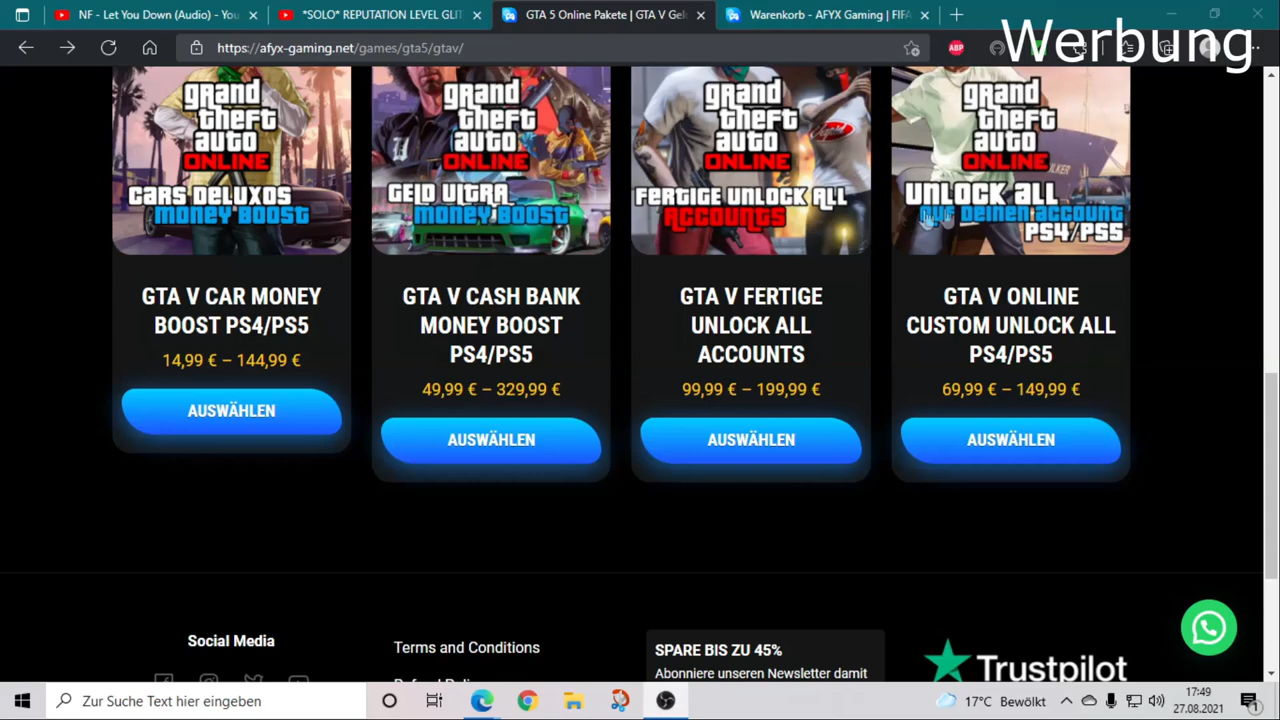 NF - Let You Down (Audio) - You
*SOLO* REPUTATION LEVEL GLIT
GTA 5 Online Pakete | GTA V Gel
Warenkorb - AFYX Gaming | FIFA
Werbung
https://afyx-gaming.net/games/gta5/gtav/
ABP
grand
theft
auto
ONLINE
CARS DELUXOS
MONEY BOOST
grand
theft
auto
ONLINE
GELD ULTRA
MONEY BOOST
grand
theft
auto
ONLINE
FERTIGE UNLOCK ALL
ACCOUNTS
grand
theft
auto
ONLINE
UNLOCK ALL
AUF DEINEN ACCOUNT
PS4/PS5
GTA V CAR MONEY
BOOST PS4/PS5
14,99 € – 144,99 €
AUSWÄHLEN
GTA V CASH BANK
MONEY BOOST
PS4/PS5
49,99 € – 329,99 €
AUSWÄHLEN
GTA V FERTIGE
UNLOCK ALL
ACCOUNTS
99,99 € – 199,99 €
AUSWÄHLEN
GTA V ONLINE
CUSTOM UNLOCK ALL
PS4/PS5
69,99 € – 149,99 €
AUSWÄHLEN
Social Media
Terms and Conditions
SPARE BIS ZU 45%
Abonniere unseren Newsletter damit
Trustpilot
Zur Suche Text hier eingeben
17°C Bewölkt
17:49
27.08.2021
1